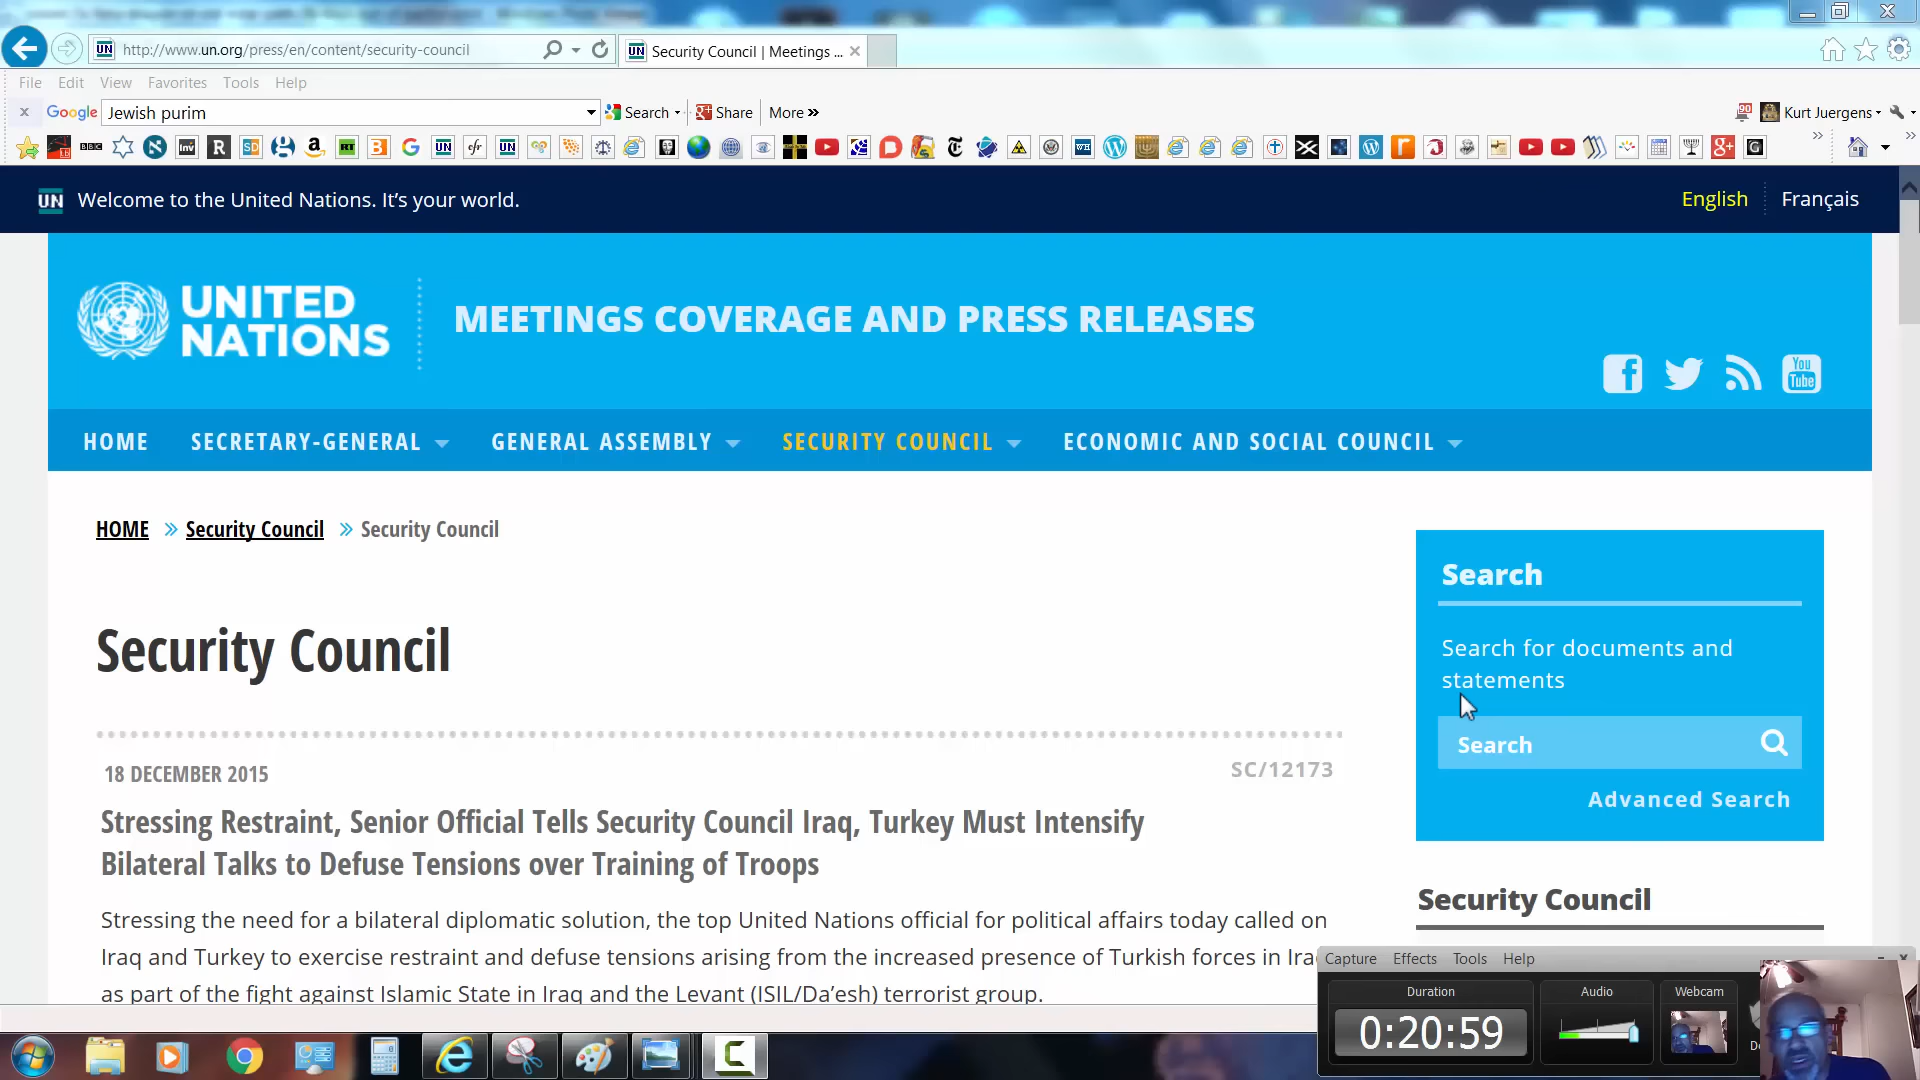 http://www.un.org/press/en/content/security-council
UN
Security Council | Meetings ...
File Edit View Favorites Tools Help
Google Jewish purim Search Share More »
90 Kurt Juergens
UN Welcome to the United Nations. It’s your world.
English Français
UNITED
NATIONS
MEETINGS COVERAGE AND PRESS RELEASES
You
Tube
HOME SECRETARY-GENERAL GENERAL ASSEMBLY SECURITY COUNCIL ECONOMIC AND SOCIAL COUNCIL
HOME » Security Council » Security Council
Security Council
18 DECEMBER 2015
SC/12173
Stressing Restraint, Senior Official Tells Security Council Iraq, Turkey Must Intensify
Bilateral Talks to Defuse Tensions over Training of Troops
Stressing the need for a bilateral diplomatic solution, the top United Nations official for political affairs today called on
Iraq and Turkey to exercise restraint and defuse tensions arising from the increased presence of Turkish forces in
as part of the fight against Islamic State in Iraq and the Levant (ISIL/Da’esh) terrorist group.
Search
Search for documents and
statements
Search
Advanced Search
Security Council
Capture Effects Tools Help
Duration Audio Webcam
0:20:59